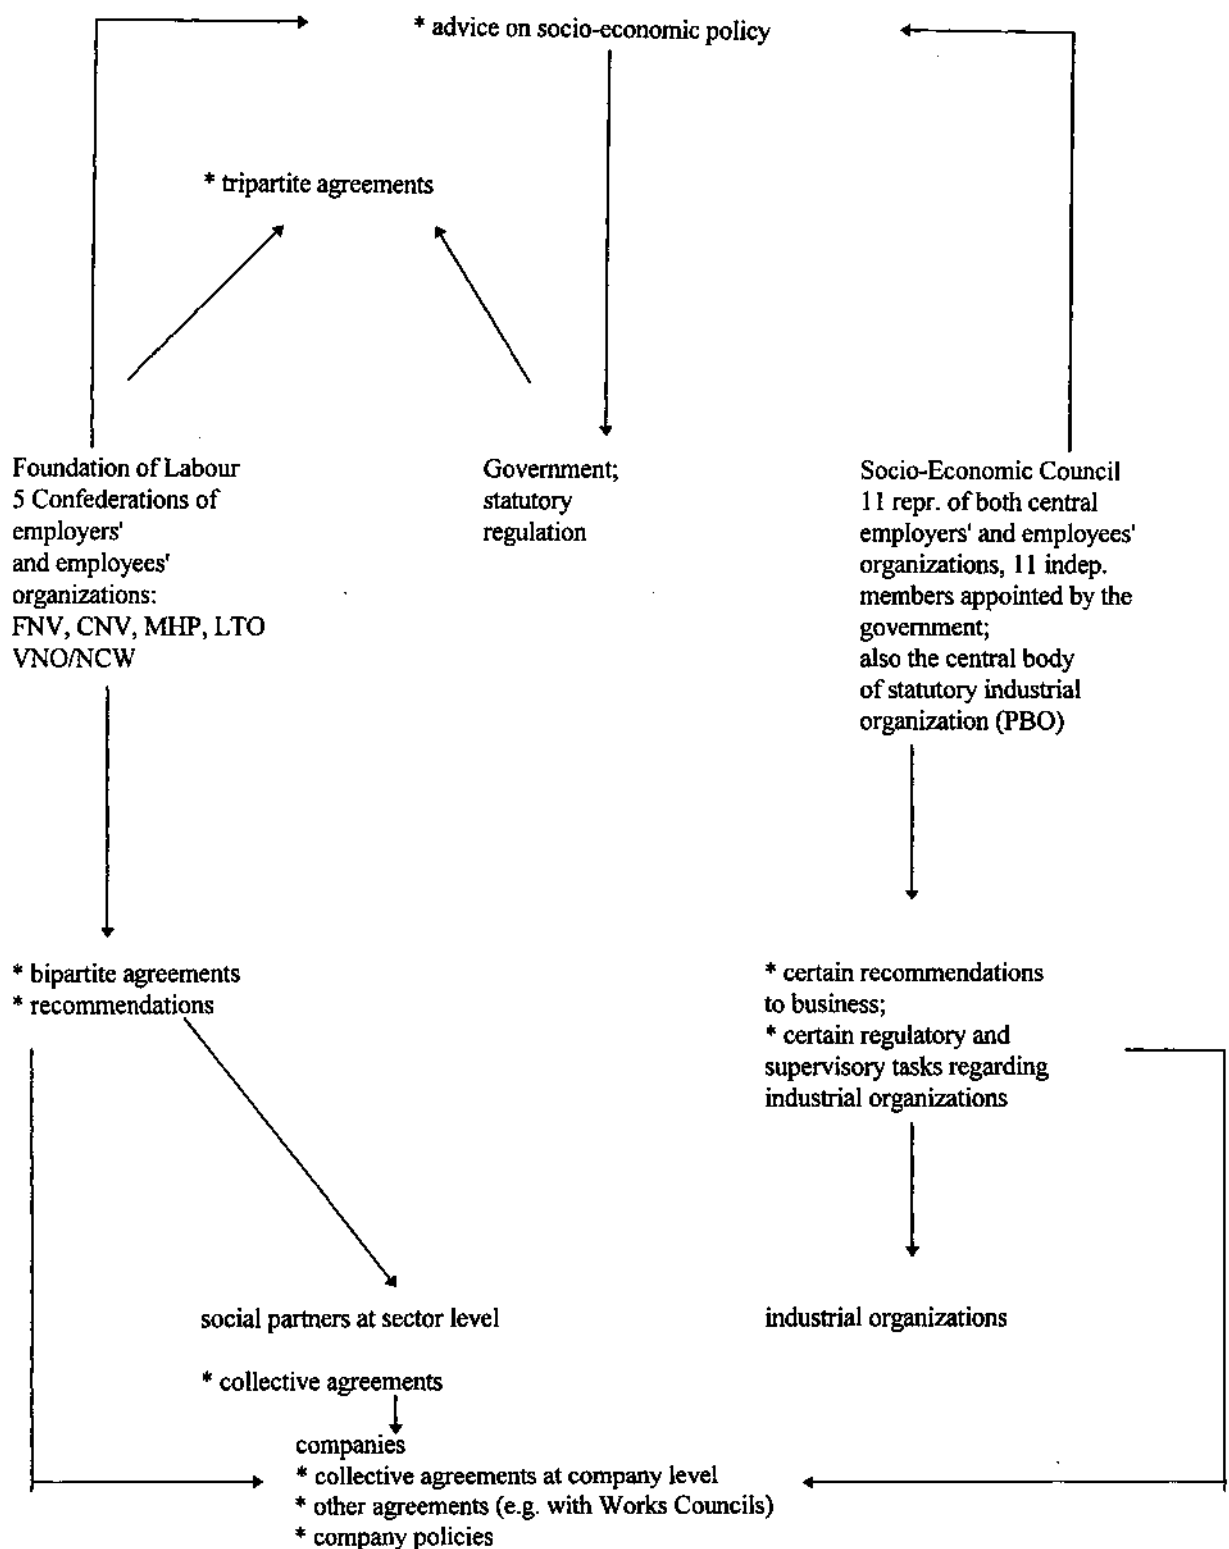 * advice on socio-economic policy
* tripartite agreements
Foundation of Labour
5 Confederations of
employers'
and employees'
organizations:
FNV, CNV, MHP, LTO
VNO/NCW
Government;
statutory
regulation
Socio-Economic Council
11 repr. of both central
employers' and employees'
organizations, 11 indep.
members appointed by the
government;
also the central body
of statutory industrial
organization (PBO)
* bipartite agreements
* recommendations
* certain recommendations
to business;
* certain regulatory and
supervisory tasks regarding
industrial organizations
social partners at sector level
industrial organizations
* collective agreements
companies
* collective agreements at company level
* other agreements (e.g. with Works Councils)
* company policies